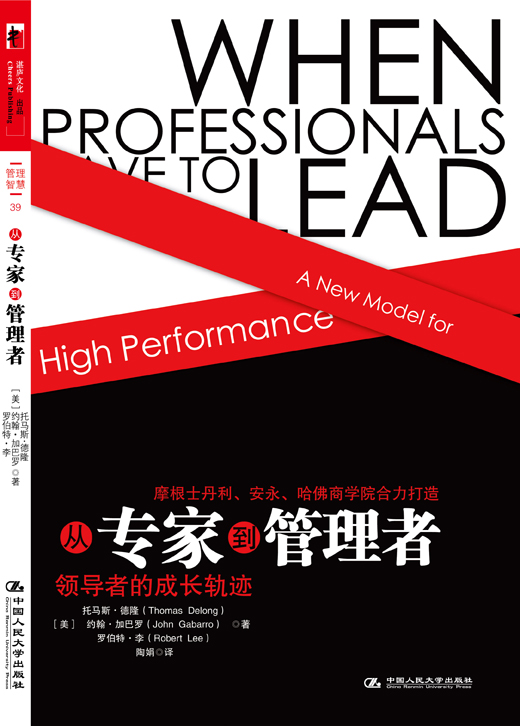 湛庐文化 出品
Cheers Publishing
管理
智慧
39
从专家到管理者
[美]
托马斯·德隆
约翰·加巴罗
罗伯特·李
著
中国人民大学出版社
China Renmin University Press
WHEN
PROFESSIONALS
HAVE TO
LEAD
A New Model for
High Performance
摩根士丹利、安永、哈佛商学院合力打造
从专家到管理者
领导者的成长轨迹
托马斯·德隆(Thomas Delong)
[美] 约翰·加巴罗(John Gabarro) 著
罗伯特·李(Robert Lee)
陶娟 译
中国人民大学出版社
China Renmin University Press